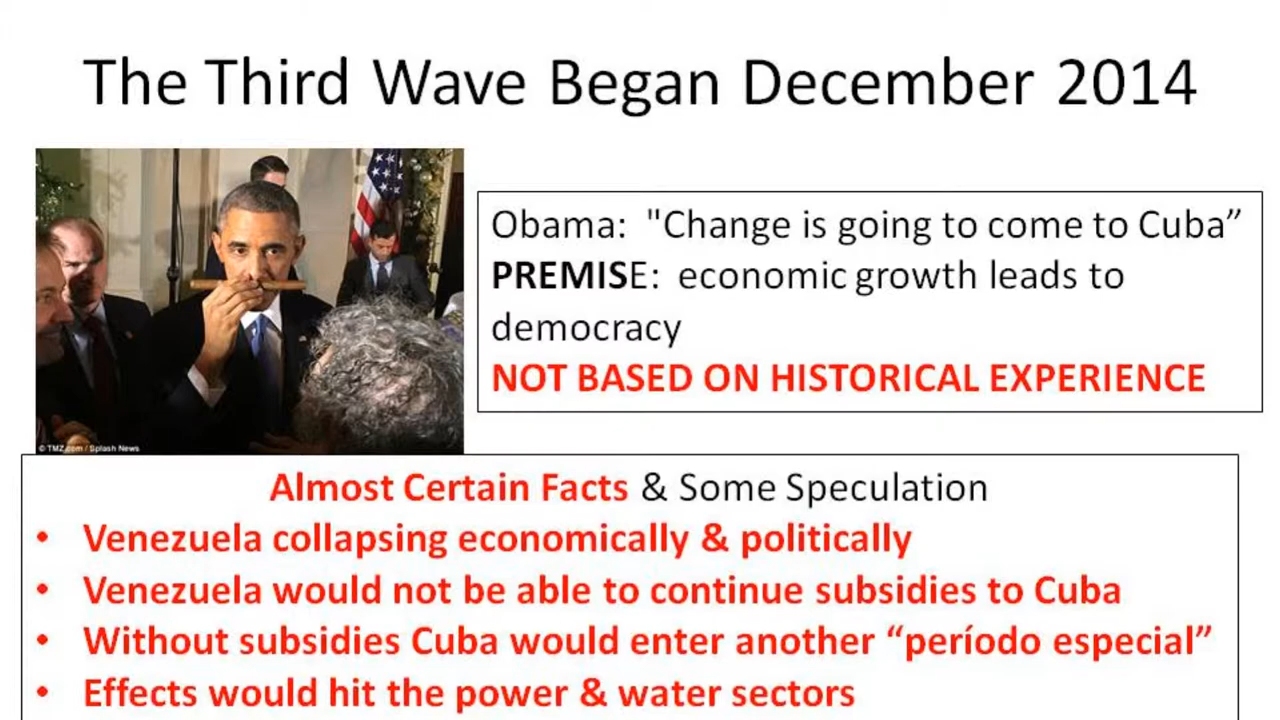 The Third Wave Began December 2014
© TMZ.com / Splash News
Obama:  "Change is going to come to Cuba”
PREMISE:  economic growth leads to
democracy
NOT BASED ON HISTORICAL EXPERIENCE
Almost Certain Facts & Some Speculation
• Venezuela collapsing economically & politically
• Venezuela would not be able to continue subsidies to Cuba
• Without subsidies Cuba would enter another “período especial”
• Effects would hit the power & water sectors